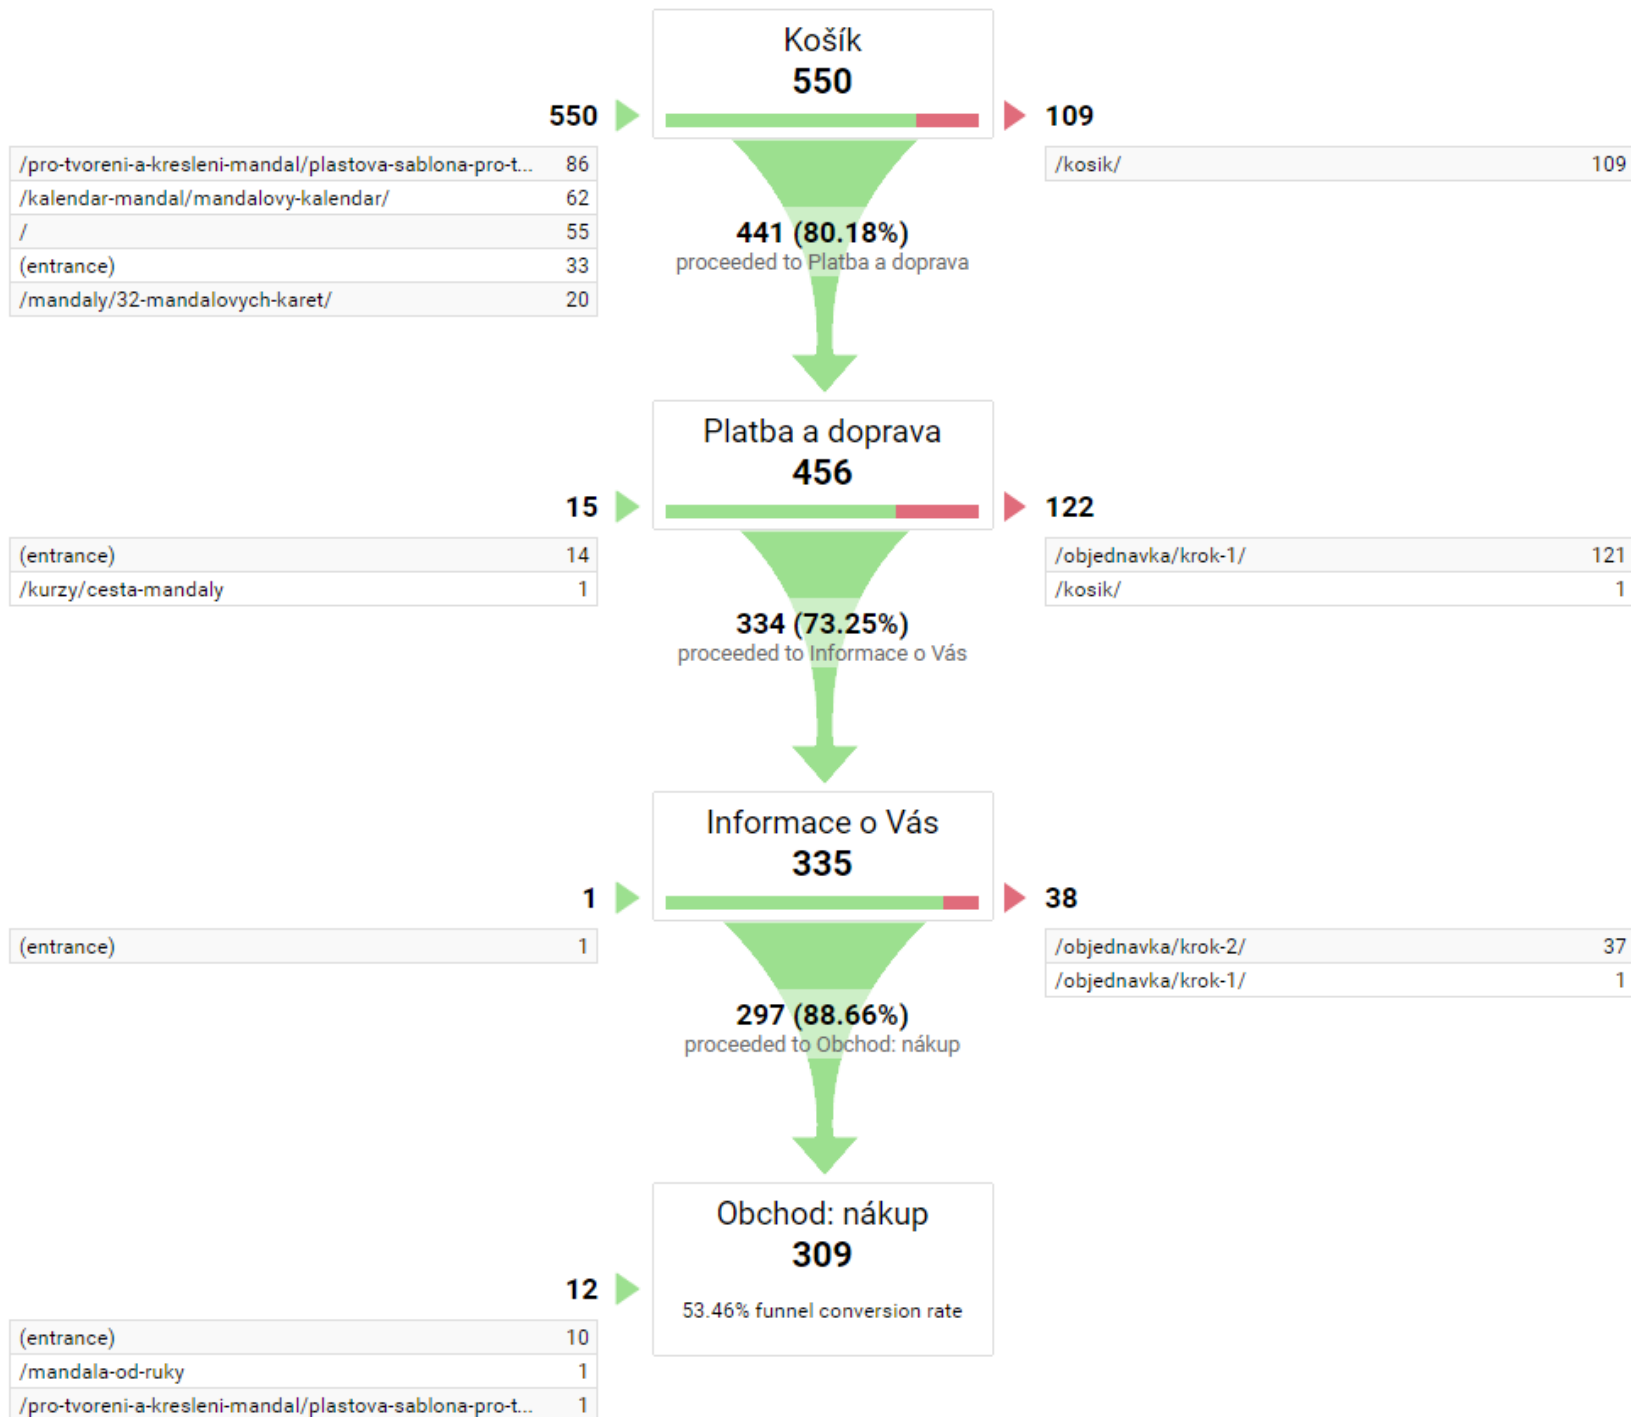 Košík
550
550
109
/pro-tvoreni-a-kresleni-mandal/plastova-sablona-pro-t... 86
/kalendar-mandal/mandalovy-kalendar/ 62
/ 55
(entrance) 33
/mandaly/32-mandalovych-karet/ 20
/kosik/ 109
441 (80.18%)
proceeded to Platba a doprava
Platba a doprava
456
15
122
(entrance) 14
/kurzy/cesta-mandaly 1
/objednavka/krok-1/ 121
/kosik/ 1
334 (73.25%)
proceeded to Informace o Vás
Informace o Vás
335
1
38
(entrance) 1
/objednavka/krok-2/ 37
/objednavka/krok-1/ 1
297 (88.66%)
proceeded to Obchod: nákup
Obchod: nákup
309
12
53.46% funnel conversion rate
(entrance) 10
/mandala-od-ruky 1
/pro-tvoreni-a-kresleni-mandal/plastova-sablona-pro-t... 1